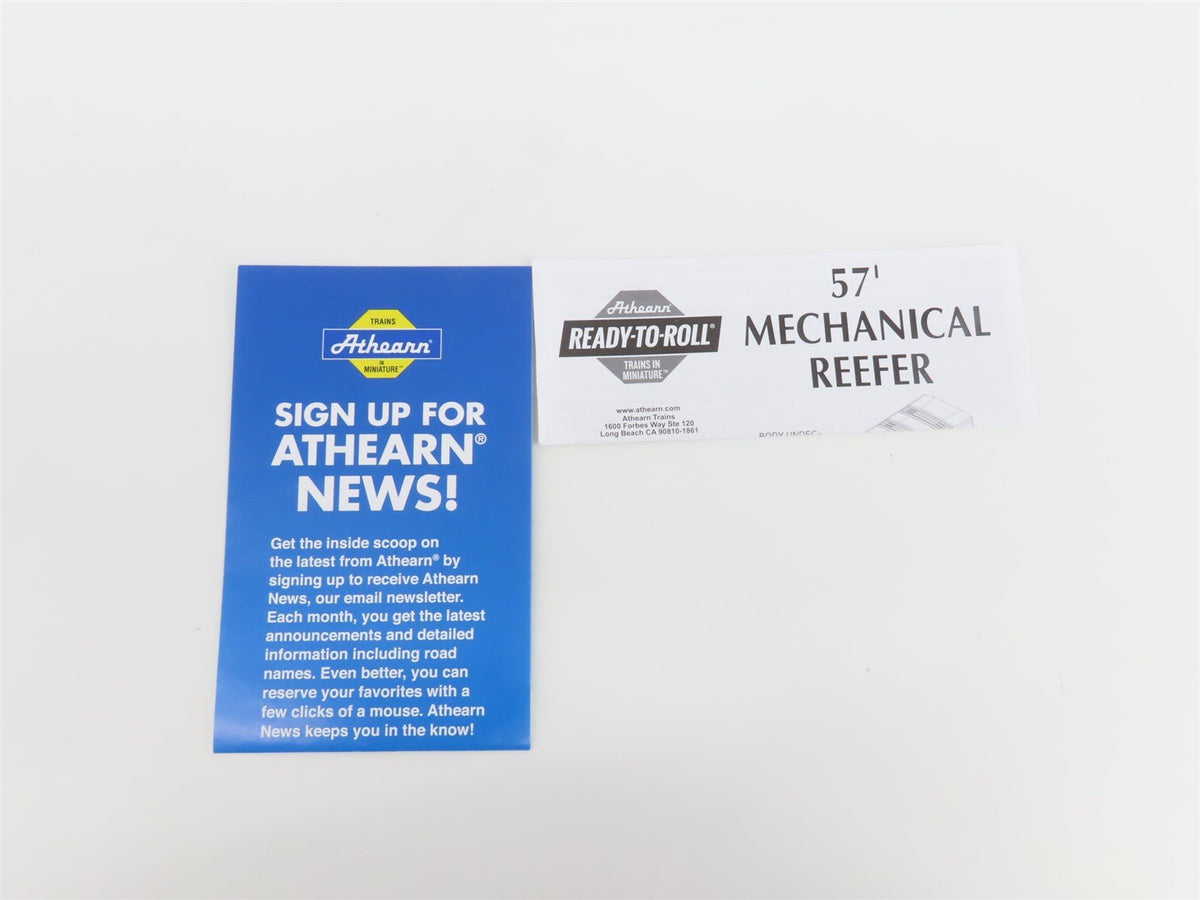 TRAINS
Athearn®
IN
MINIATURE™
SIGN UP FOR
ATHEARN®
NEWS!
Get the inside scoop on
the latest from Athearn® by
signing up to receive Athearn
News, our email newsletter.
Each month, you get the latest
announcements and detailed
information including road
names. Even better, you can
reserve your favorites with a
few clicks of a mouse. Athearn
News keeps you in the know!
Athearn
READY-TO-ROLL®
TRAINS IN
MINIATURE™
www.athearn.com
Athearn Trains
1600 Forbes Way Ste 120
Long Beach CA 90810-1861
57'
MECHANICAL
REEFER
BODY UNDEC